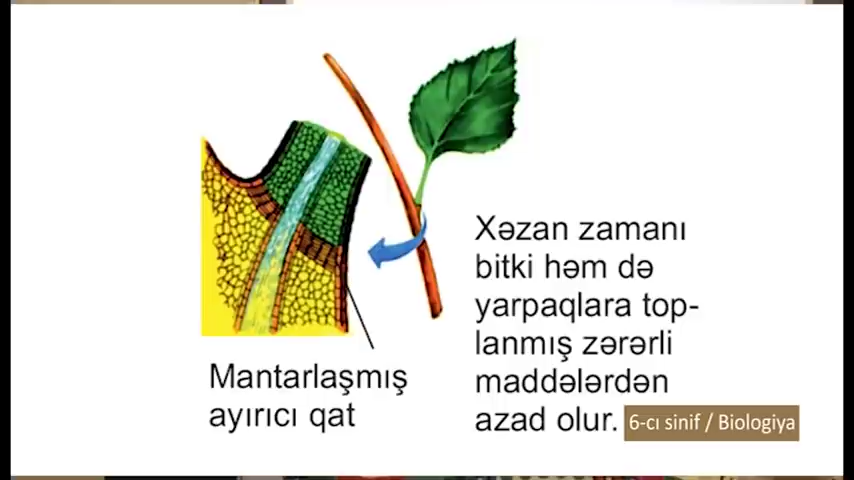 Xəzan zamanı
bitki həm də
yarpaqlara top-
lanmış zərərli
maddələrdən
azad olur.
Mantarlaşmış
ayırıcı qat
6-cı sinif / Biologiya